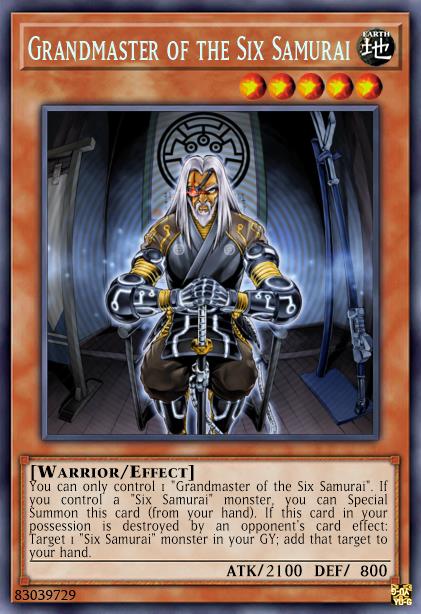 GRANDMASTER OF THE SIX SAMURAI
EARTH
地
[WARRIOR/EFFECT]
You can only control 1 "Grandmaster of the Six Samurai". If
you control a "Six Samurai" monster, you can Special
Summon this card (from your hand). If this card in your
possession is destroyed by an opponent's card effect:
Target 1 "Six Samurai" monster in your GY; add that target to
your hand.
ATK/2100 DEF/ 800
83039729